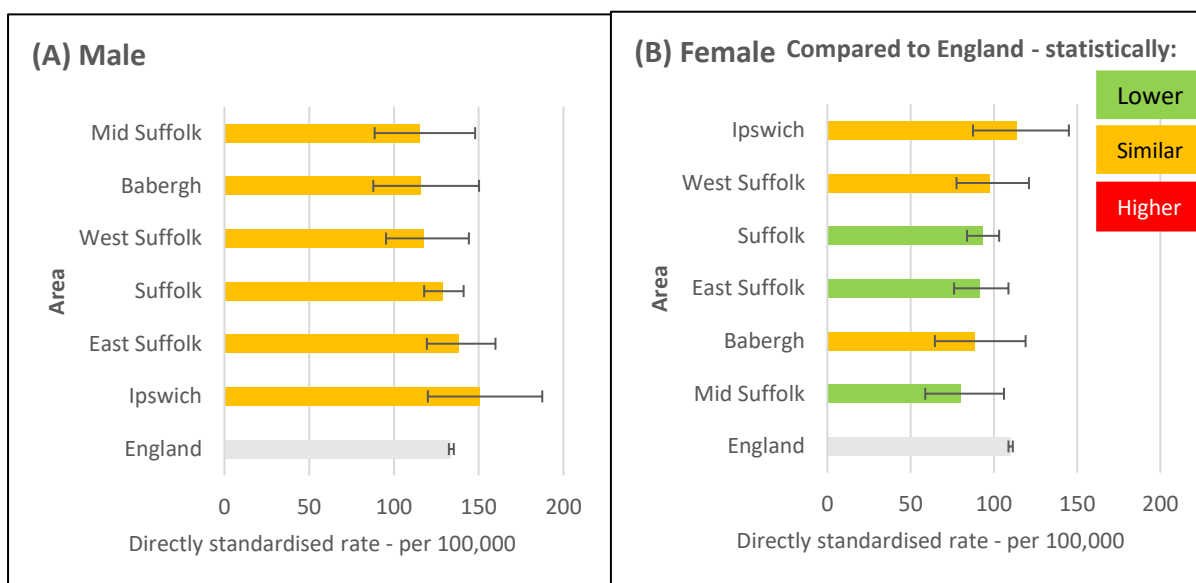 (A) Male
Mid Suffolk
Babergh
West Suffolk
Suffolk
East Suffolk
Ipswich
England
Area
0 50 100 150 200
Directly standardised rate - per 100,000
(B) Female Compared to England - statistically:
Lower
Similar
Higher
Ipswich
West Suffolk
Suffolk
East Suffolk
Babergh
Mid Suffolk
England
Area
0 50 100 150 200
Directly standardised rate - per 100,000